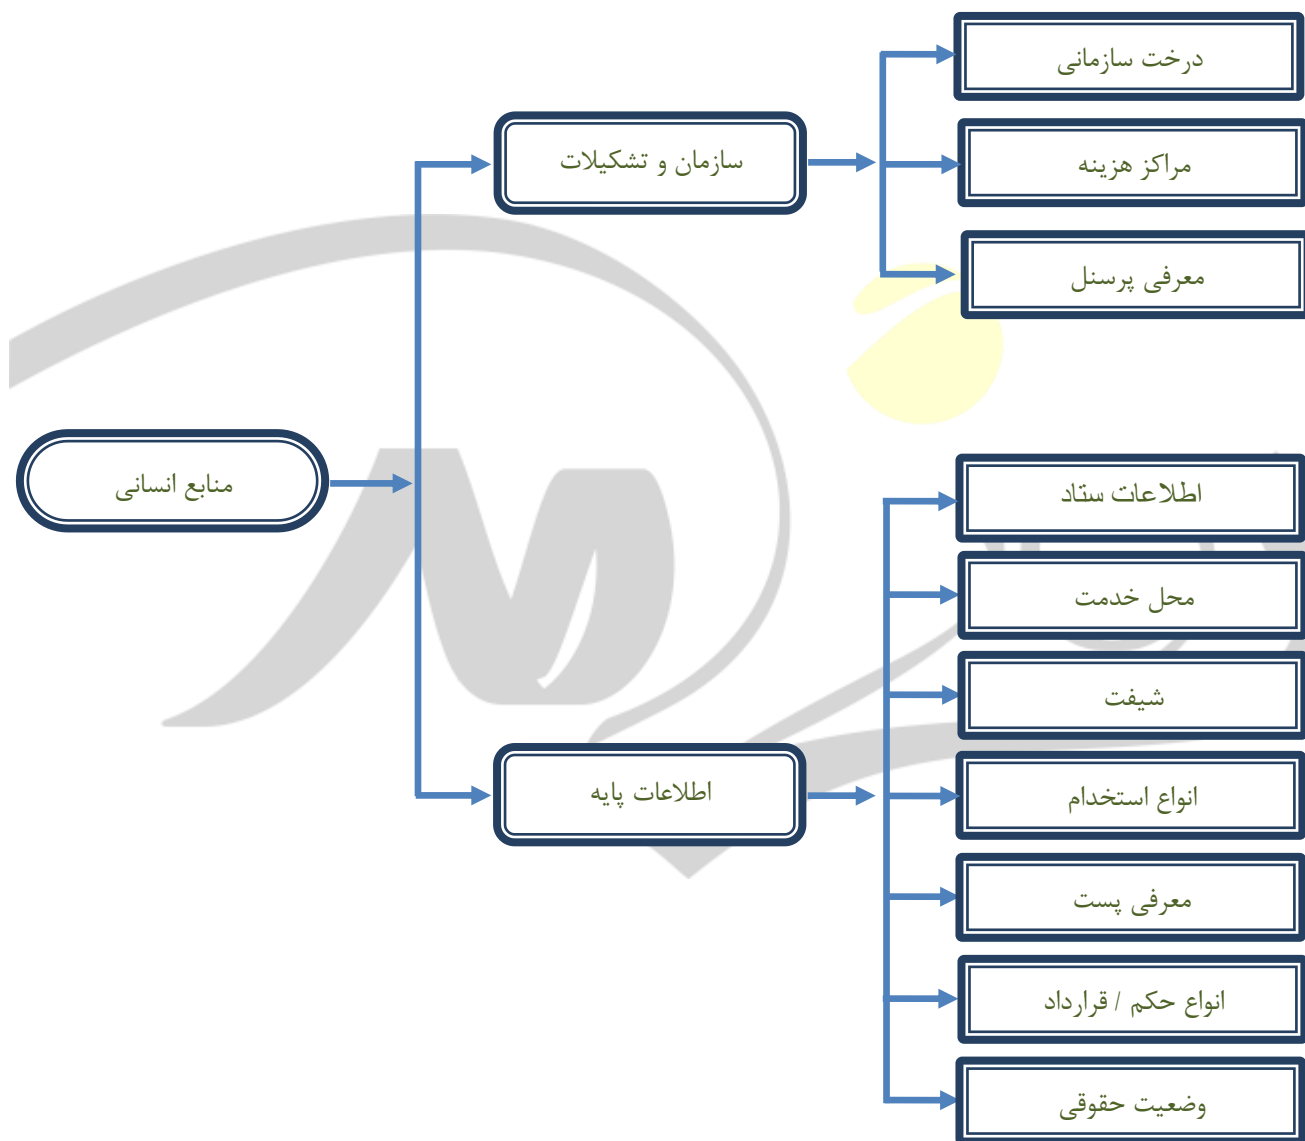 منابع انسانی
سازمان و تشکیلات
درخت سازمانی
مراکز هزینه
معرفی پرسنل
اطلاعات پایه
اطلاعات ستاد
محل خدمت
شیفت
انواع استخدام
معرفی پست
انواع حکم / قرارداد
وضعیت حقوقی